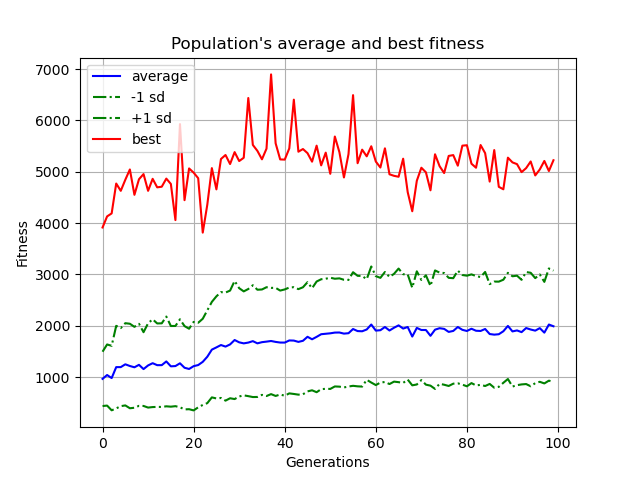 Population's average and best fitness
average
-1 sd
+1 sd
best
7000
6000
5000
4000
3000
2000
1000
Fitness
0 20 40 60 80 100
Generations